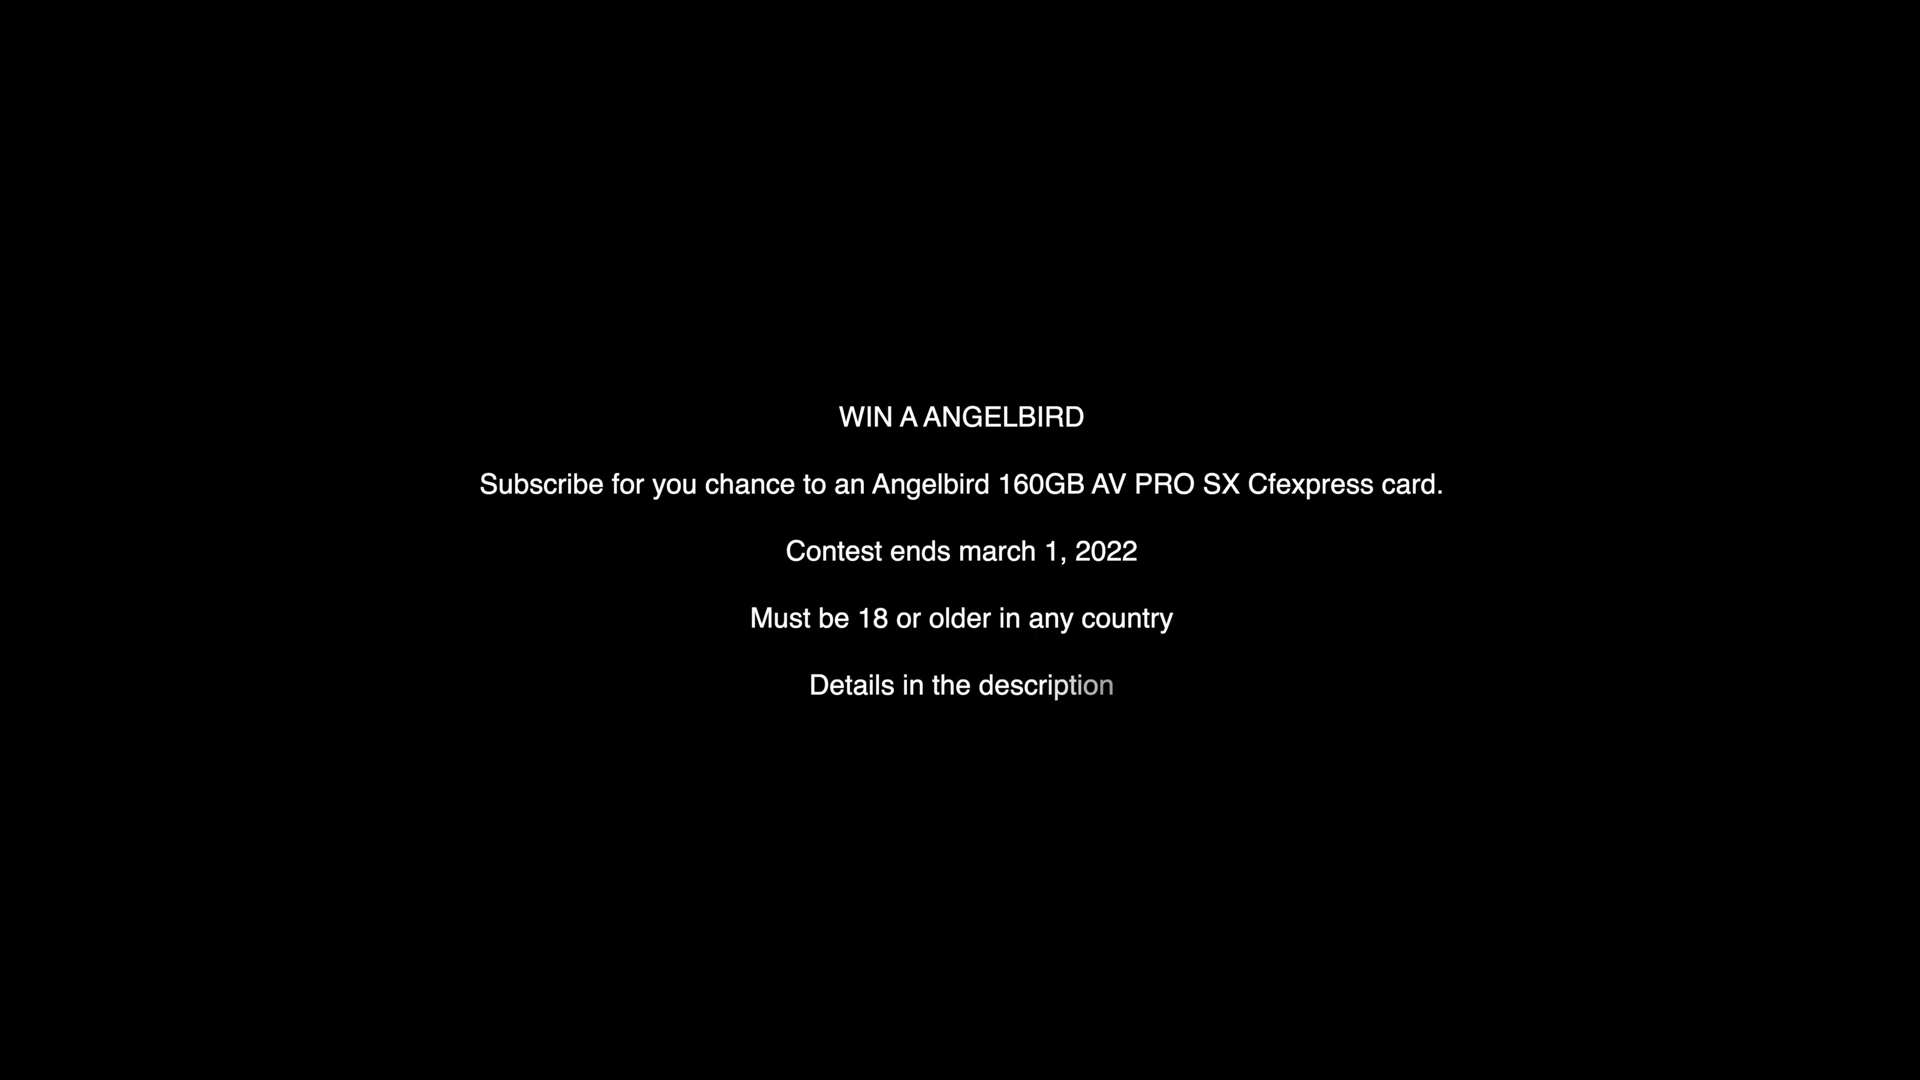 WIN A ANGELBIRD
Subscribe for you chance to an Angelbird 160GB AV PRO SX Cfexpress card.
Contest ends march 1, 2022
Must be 18 or older in any country
Details in the description